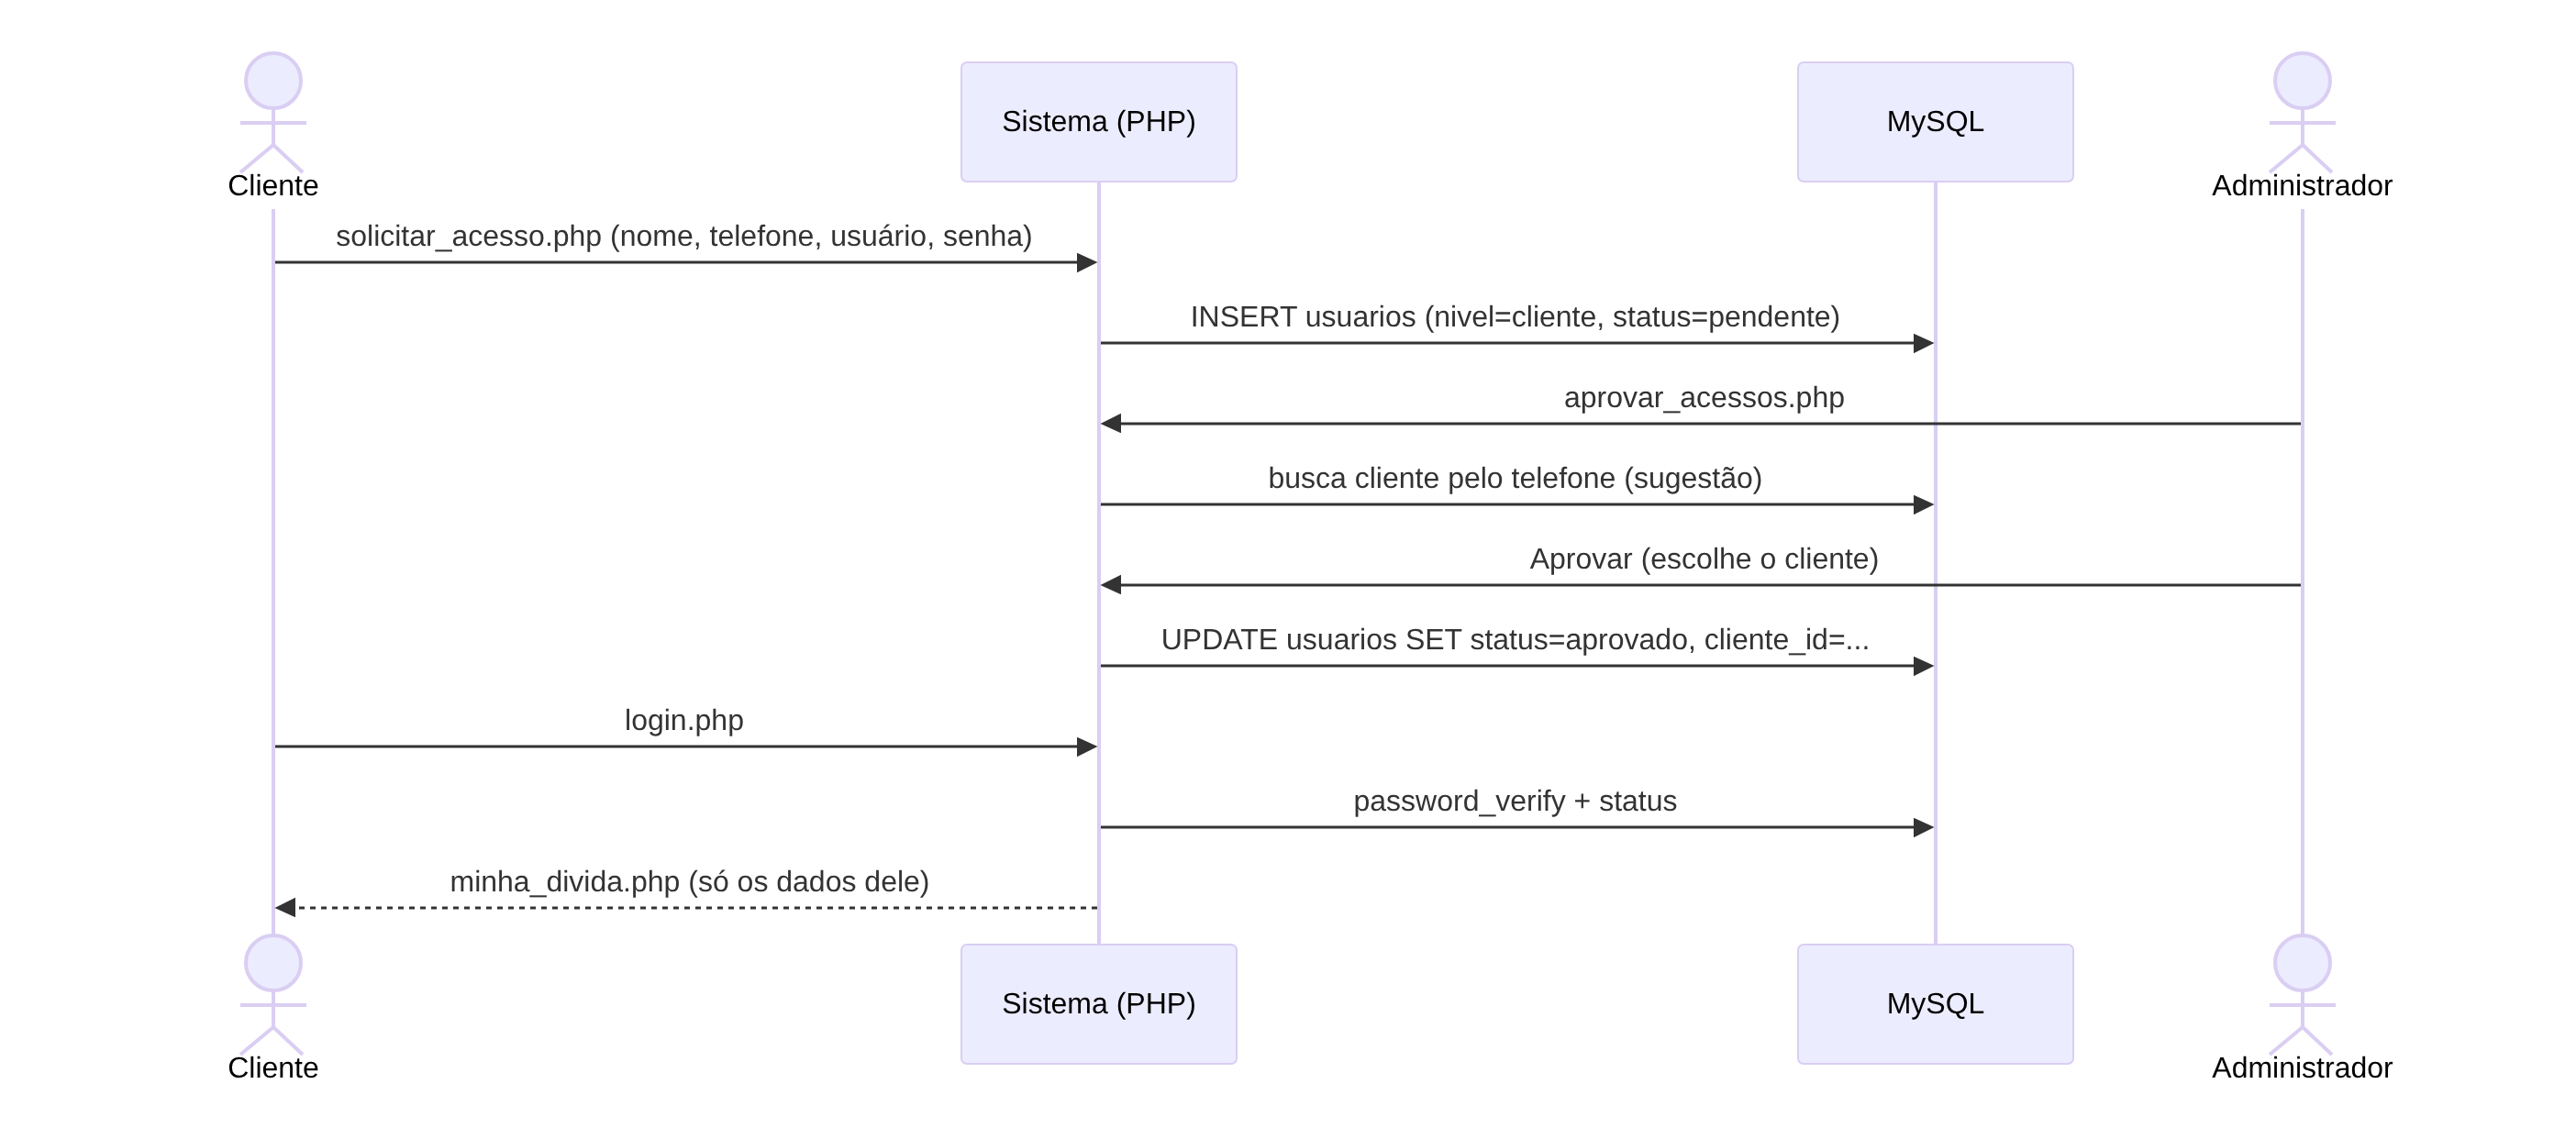 Cliente
Sistema (PHP)
MySQL
Administrador
solicitar_acesso.php (nome, telefone, usuário, senha)
INSERT usuarios (nivel=cliente, status=pendente)
aprovar_acessos.php
busca cliente pelo telefone (sugestão)
Aprovar (escolhe o cliente)
UPDATE usuarios SET status=aprovado, cliente_id=...
login.php
password_verify + status
minha_divida.php (só os dados dele)
Cliente
Sistema (PHP)
MySQL
Administrador